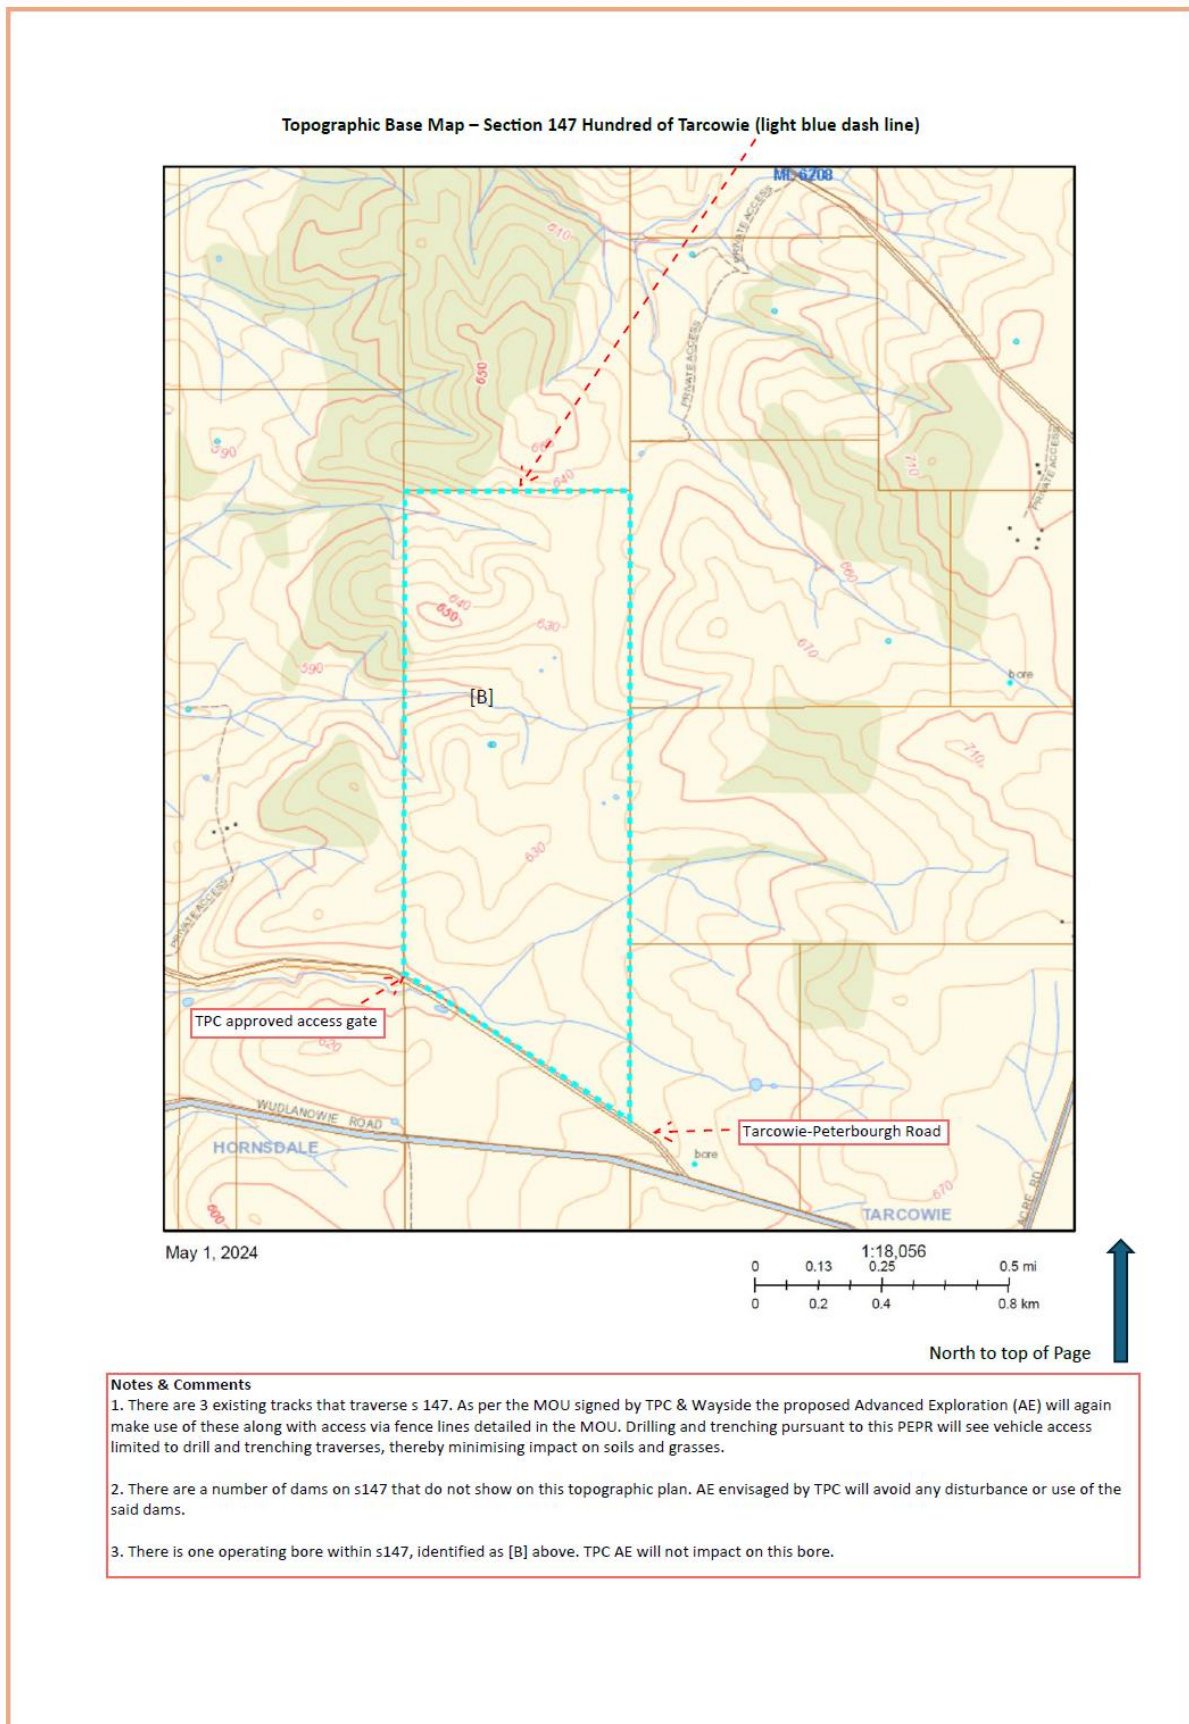 Topographic Base Map – Section 147 Hundred of Tarcowie (light blue dash line)
ML 6208
PRIVATE ACCESS
610
PRIVATE ACCESS
650
590
660
640
710
PRIVATE ACCESS
640
650
630
660
670
590
bore
[B]
710
630
PRIVATE ACCESS
TPC approved access gate
620
WUDLANOWIE ROAD
HORNSDALE
Tarcowie-Peterbourgh Road
bore
670
600
TARCOWIE
ACRE RD
May 1, 2024
1:18,056
0 0.13 0.25 0.5 mi
0 0.2 0.4 0.8 km
North to top of Page
Notes & Comments
1. There are 3 existing tracks that traverse s 147. As per the MOU signed by TPC & Wayside the proposed Advanced Exploration (AE) will again
make use of these along with access via fence lines detailed in the MOU. Drilling and trenching pursuant to this PEPR will see vehicle access
limited to drill and trenching traverses, thereby minimising impact on soils and grasses.
2. There are a number of dams on s147 that do not show on this topographic plan. AE envisaged by TPC will avoid any disturbance or use of the
said dams.
3. There is one operating bore within s147, identified as [B] above. TPC AE will not impact on this bore.